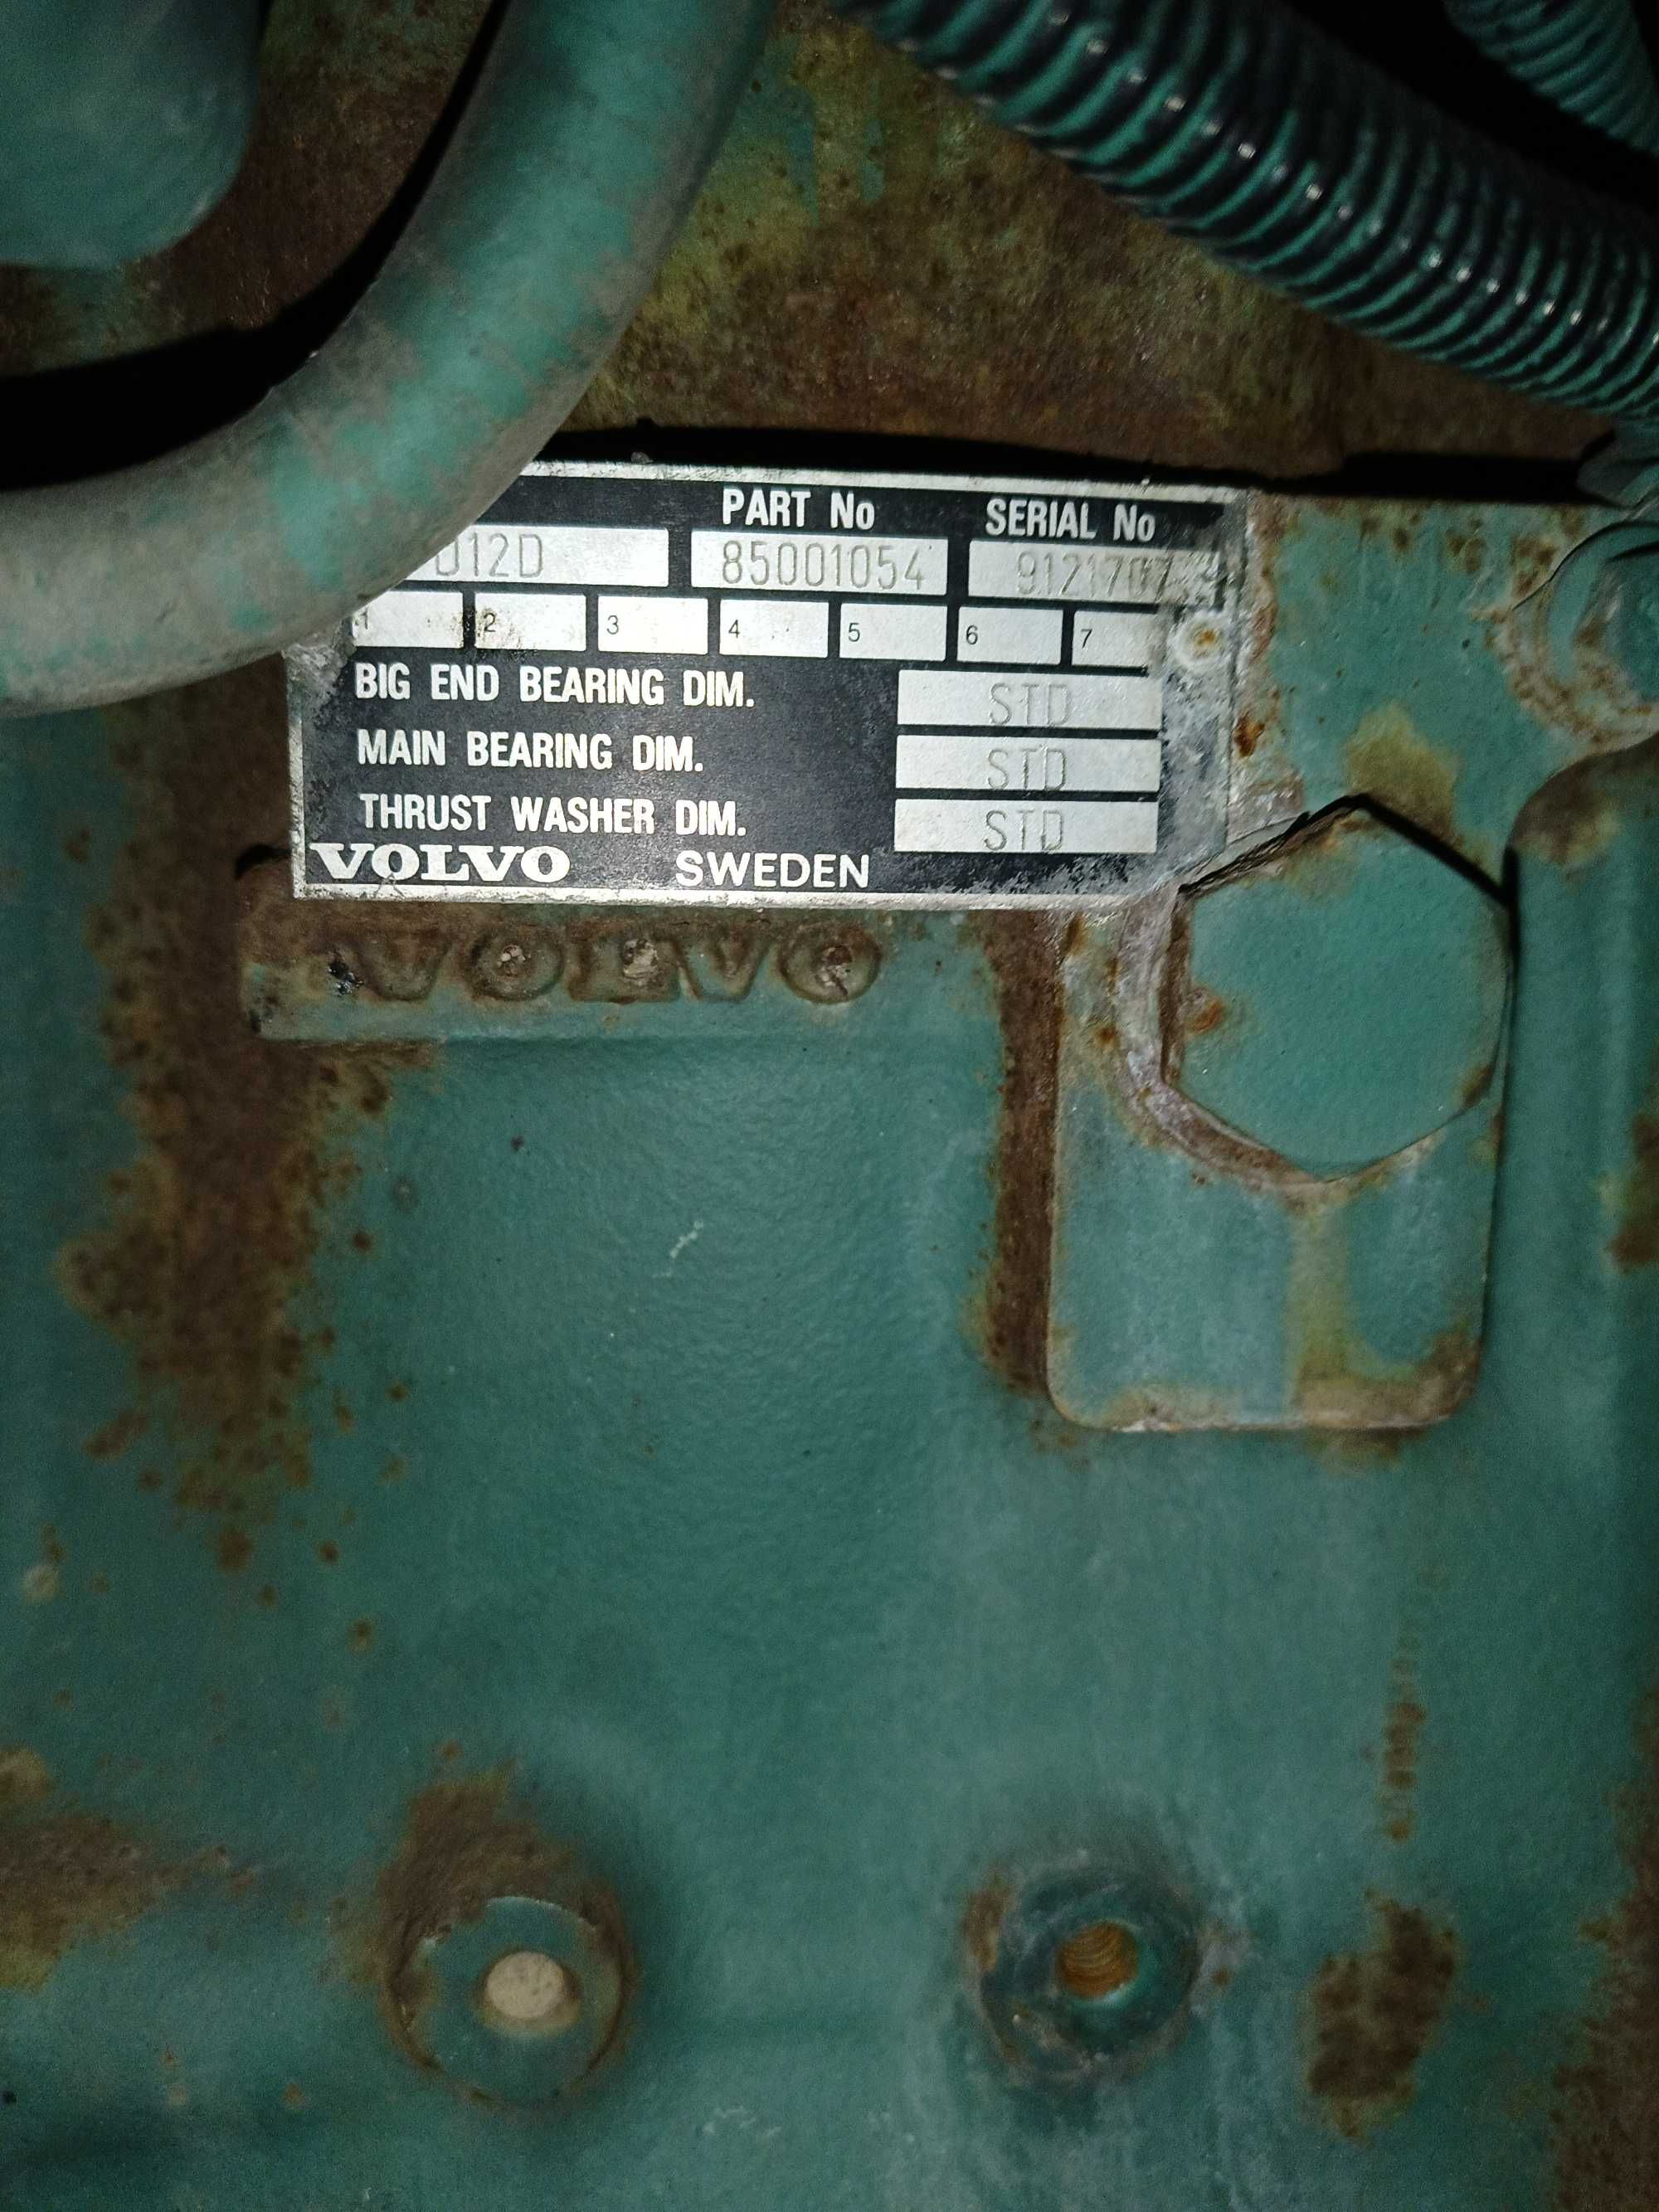 PART No SERIAL No
D12D 85001054
1 2 3 4 5 6 7
BIG END BEARING DIM. STD
MAIN BEARING DIM. STD
THRUST WASHER DIM. STD
VOLVO SWEDEN
VOLVO